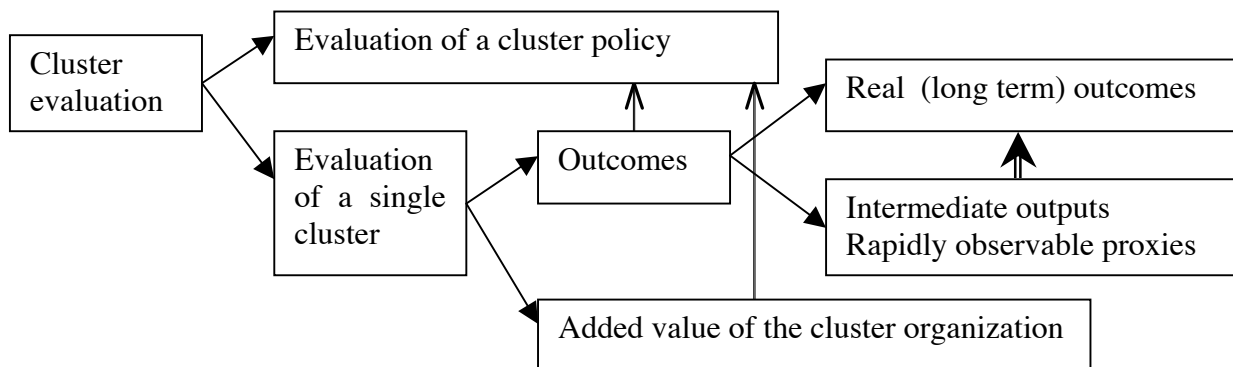 Cluster
evaluation
Evaluation of a cluster policy
Evaluation
of a single
cluster
Outcomes
Real (long term) outcomes
Intermediate outputs
Rapidly observable proxies
Added value of the cluster organization